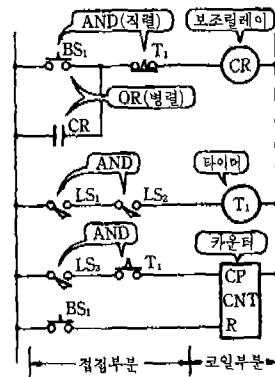 AND(직렬)
BS₁
T₁
보조릴레이
CR
OR(병렬)
CR
AND
타이머
LS₁
LS₂
T₁
AND
카운터
LS₃
T₁
CP
CNT
BS₁
R
접점부분
코일부분